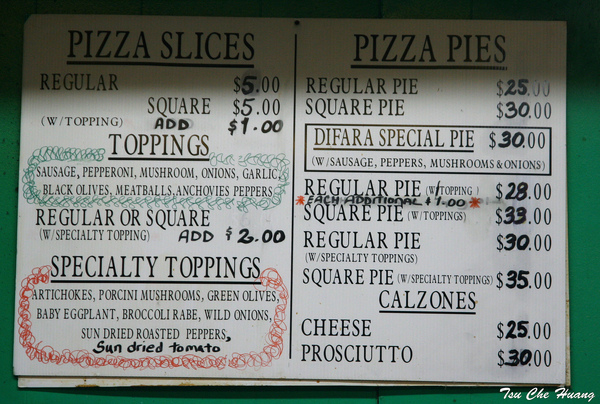 PIZZA SLICES
REGULAR $5.00
SQUARE $5.00
(W/TOPPING) ADD $1.00
TOPPINGS
SAUSAGE, PEPPERONI, MUSHROOM, ONIONS, GARLIC,
BLACK OLIVES, MEATBALLS,ANCHOVIES PEPPERS
REGULAR OR SQUARE
(W/SPECIALTY TOPPING) ADD $2.00
SPECIALTY TOPPINGS
ARTICHOKES, PORCINI MUSHROOMS, GREEN OLIVES,
BABY EGGPLANT, BROCCOLI RABE, WILD ONIONS,
SUN DRIED ROASTED PEPPERS,
Sun dried tomato
PIZZA PIES
REGULAR PIE $25.00
SQUARE PIE $30.00
DIFARA SPECIAL PIE $30.00
(W/SAUSAGE, PEPPERS, MUSHROOMS & ONIONS)
REGULAR PIE (W/1 TOPPING ) $28.00
*EACH ADDITIONAL $1.00 *
SQUARE PIE (W/TOPPINGS) $33.00
REGULAR PIE $30.00
(W/SPECIALTY TOPPINGS)
SQUARE PIE (W/SPECIALTY TOPPINGS) $35.00
CALZONES
CHEESE $25.00
PROSCIUTTO $30.00
Tsu Che Huang